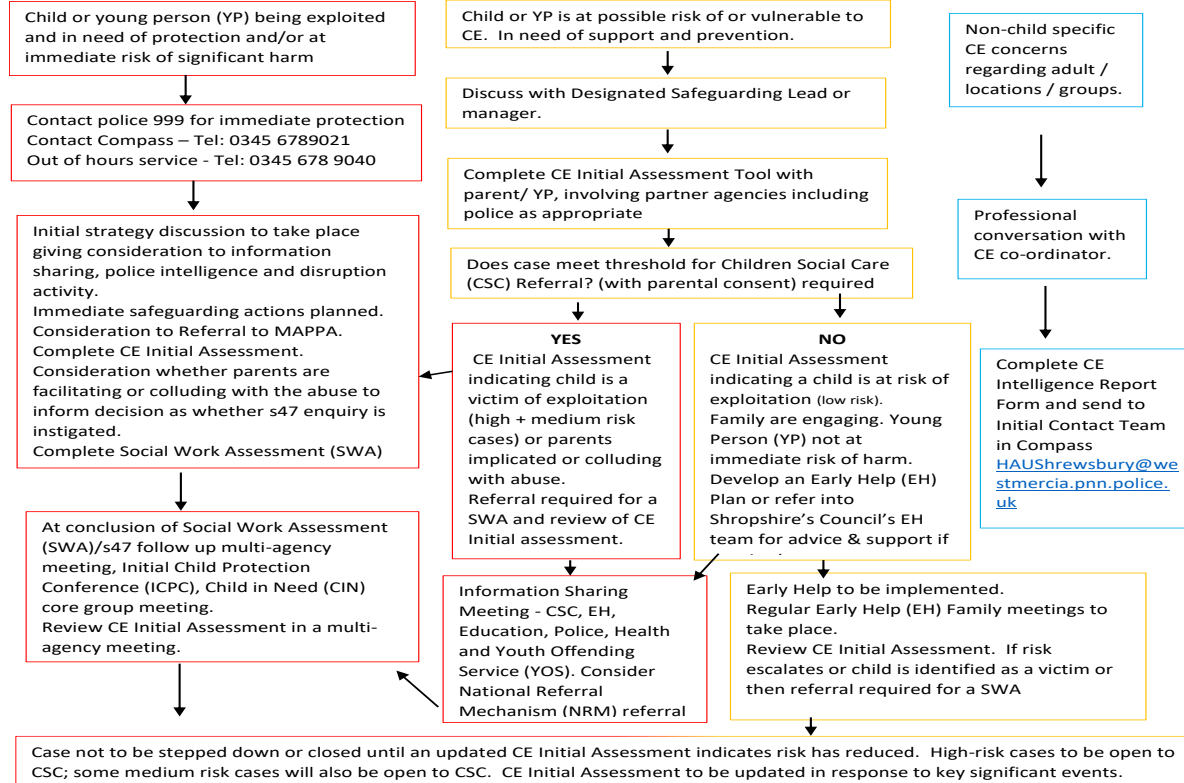 Child or young person (YP) being exploited
and in need of protection and/or at
immediate risk of significant harm
Contact police 999 for immediate protection
Contact Compass – Tel: 0345 6789021
Out of hours service - Tel: 0345 678 9040
Initial strategy discussion to take place
giving consideration to information
sharing, police intelligence and disruption
activity.
Immediate safeguarding actions planned.
Consideration to Referral to MAPPA.
Complete CE Initial Assessment.
Consideration whether parents are
facilitating or colluding with the abuse to
inform decision as whether s47 enquiry is
instigated.
Complete Social Work Assessment (SWA)
At conclusion of Social Work Assessment
(SWA)/s47 follow up multi-agency
meeting, Initial Child Protection
Conference (ICPC), Child in Need (CIN)
core group meeting.
Review CE Initial Assessment in a multi-
agency meeting.
Child or YP is at possible risk of or vulnerable to
CE.  In need of support and prevention.
Discuss with Designated Safeguarding Lead or
manager.
Complete CE Initial Assessment Tool with
parent/ YP, involving partner agencies including
police as appropriate
Does case meet threshold for Children Social Care
(CSC) Referral? (with parental consent) required
YES
CE Initial Assessment
indicating child is a
victim of exploitation
(high + medium risk
cases) or parents
implicated or colluding
with abuse.
Referral required for a
SWA and review of CE
Initial assessment.
NO
CE Initial Assessment
indicating a child is at risk of
exploitation (low risk).
Family are engaging. Young
Person (YP) not at
immediate risk of harm.
Develop an Early Help (EH)
Plan or refer into
Shropshire's Council's EH
team for advice & support if
Information Sharing
Meeting - CSC, EH,
Education, Police, Health
and Youth Offending
Service (YOS). Consider
National Referral
Mechanism (NRM) referral
Early Help to be implemented.
Regular Early Help (EH) Family meetings to
take place.
Review CE Initial Assessment.  If risk
escalates or child is identified as a victim or
then referral required for a SWA
Non-child specific
CE concerns
regarding adult /
locations / groups.
Professional
conversation with
CE co-ordinator.
Complete CE
Intelligence Report
Form and send to
Initial Contact Team
in Compass
HAUShrewsbury@we
stmercia.pnn.police.
uk
Case not to be stepped down or closed until an updated CE Initial Assessment indicates risk has reduced.  High-risk cases to be open to
CSC; some medium risk cases will also be open to CSC.  CE Initial Assessment to be updated in response to key significant events.